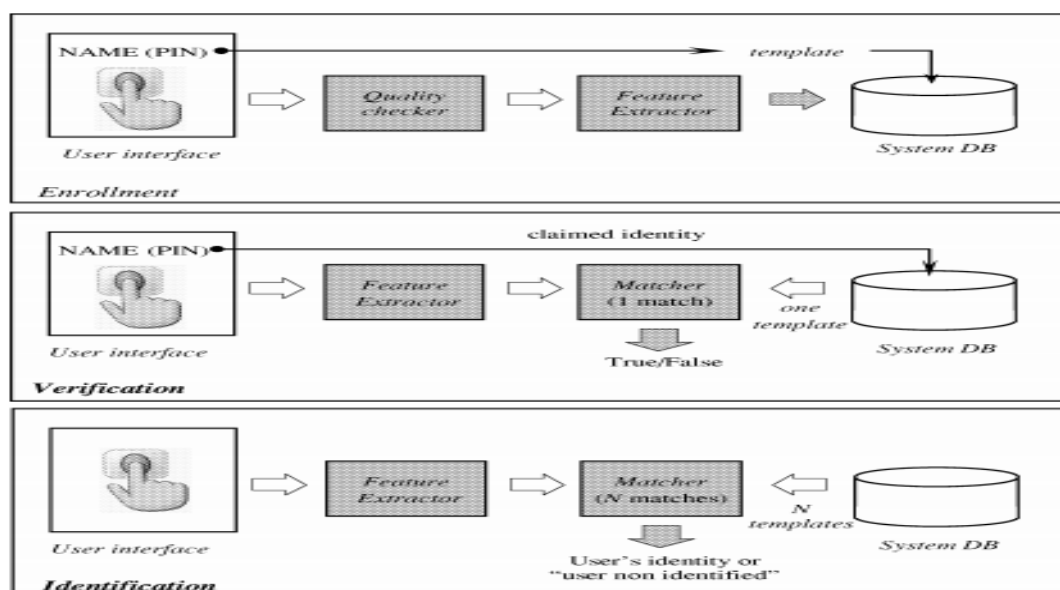 NAME (PIN)
template
Quality
checker
Feature
Extractor
User interface
System DB
Enrollment
NAME (PIN)
claimed identity
Feature
Extractor
Matcher
(1 match)
one
template
User interface
True/False
System DB
Verification
Feature
Extractor
Matcher
(N matches)
N
templates
User interface
System DB
User's identity or
"user non identified"
Identification